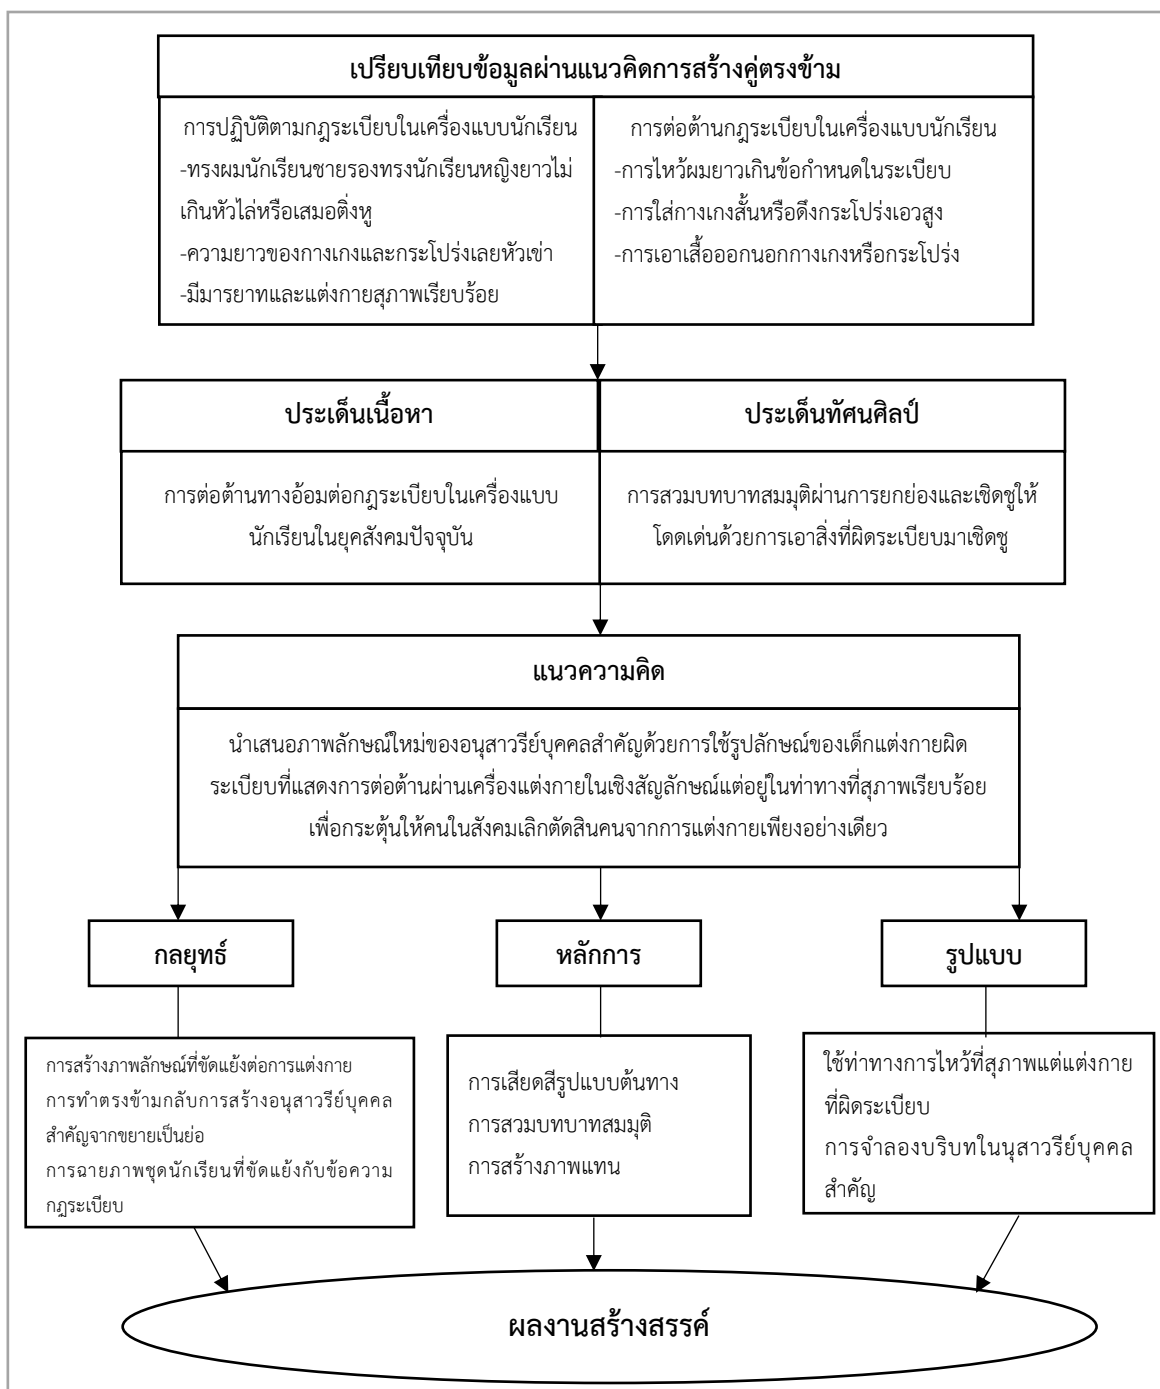 เปรียบเทียบข้อมูลผ่านแนวคิดการสร้างคู่ตรงข้าม
การปฏิบัติตามกฎระเบียบในเครื่องแบบนักเรียน
-ทรงผมนักเรียนชายรองทรงนักเรียนหญิงยาวไม่
เกินหัวไล่หรือเสมอติ่งหู
-ความยาวของกางเกงและกระโปร่งเลยหัวเข่า
-มีมารยาทและแต่งกายสุภาพเรียบร้อย
การต่อต้านกฎระเบียบในเครื่องแบบนักเรียน
-การไหว้ผมยาวเกินข้อกำหนดในระเบียบ
-การใส่กางเกงสั้นหรือดึงกระโปร่งเอวสูง
-การเอาเสื้อออกนอกกางเกงหรือกระโปร่ง
ประเด็นเนื้อหา
การต่อต้านทางอ้อมต่อกฎระเบียบในเครื่องแบบ
นักเรียนในยุคสังคมปัจจุบัน
ประเด็นทัศนศิลป์
การสวมบทบาทสมมุติผ่านการยกย่องและเชิดชูให้
โดดเด่นด้วยการเอาสิ่งที่ผิดระเบียบมาเชิดชู
แนวความคิด
นำเสนอภาพลักษณ์ใหม่ของอนุสาวรีย์บุคคลสำคัญด้วยการใช้รูปลักษณ์ของเด็กแต่งกายผิด
ระเบียบที่แสดงการต่อต้านผ่านเครื่องแต่งกายในเชิงสัญลักษณ์แต่อยู่ในท่าทางที่สุภาพเรียบร้อย
เพื่อกระตุ้นให้คนในสังคมเลิกตัดสินคนจากการแต่งกายเพียงอย่างเดียว
กลยุทธ์
การสร้างภาพลักษณ์ที่ขัดแย้งต่อการแต่งกาย
การทำตรงข้ามกลับการสร้างอนุสาวรีย์บุคคล
สำคัญจากขยายเป็นย่อ
การฉายภาพชุดนักเรียนที่ขัดแย้งกับข้อความ
กฎระเบียบ
หลักการ
การเสียดสีรูปแบบต้นทาง
การสวมบทบาทสมมุติ
การสร้างภาพแทน
รูปแบบ
ใช้ท่าทางการไหว้ที่สุภาพแต่แต่งกาย
ที่ผิดระเบียบ
การจำลองบริบทในนุสาวรีย์บุคคล
สำคัญ
ผลงานสร้างสรรค์